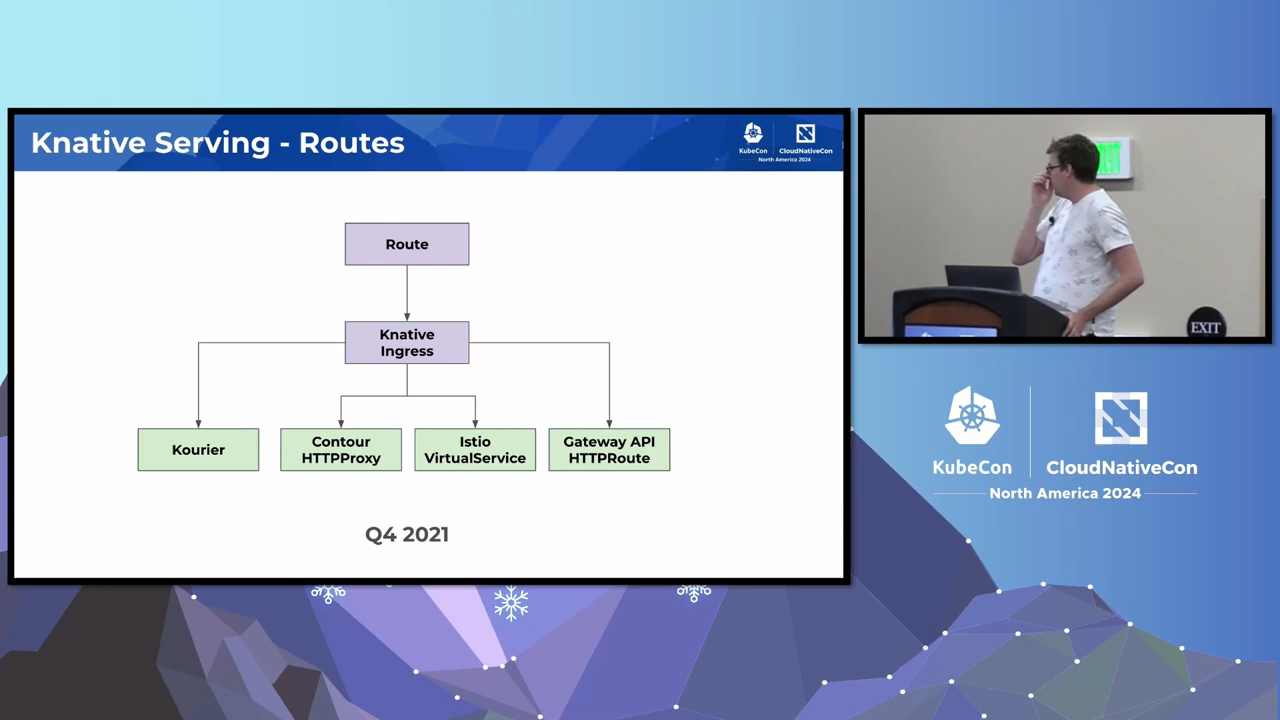 Knative Serving - Routes
KubeCon
CloudNativeCon
North America 2024
Route
Knative
Ingress
Kourier
Contour
HTTPProxy
Istio
VirtualService
Gateway API
HTTPRoute
Q4 2021
EXIT
KubeCon
CloudNativeCon
North America 2024